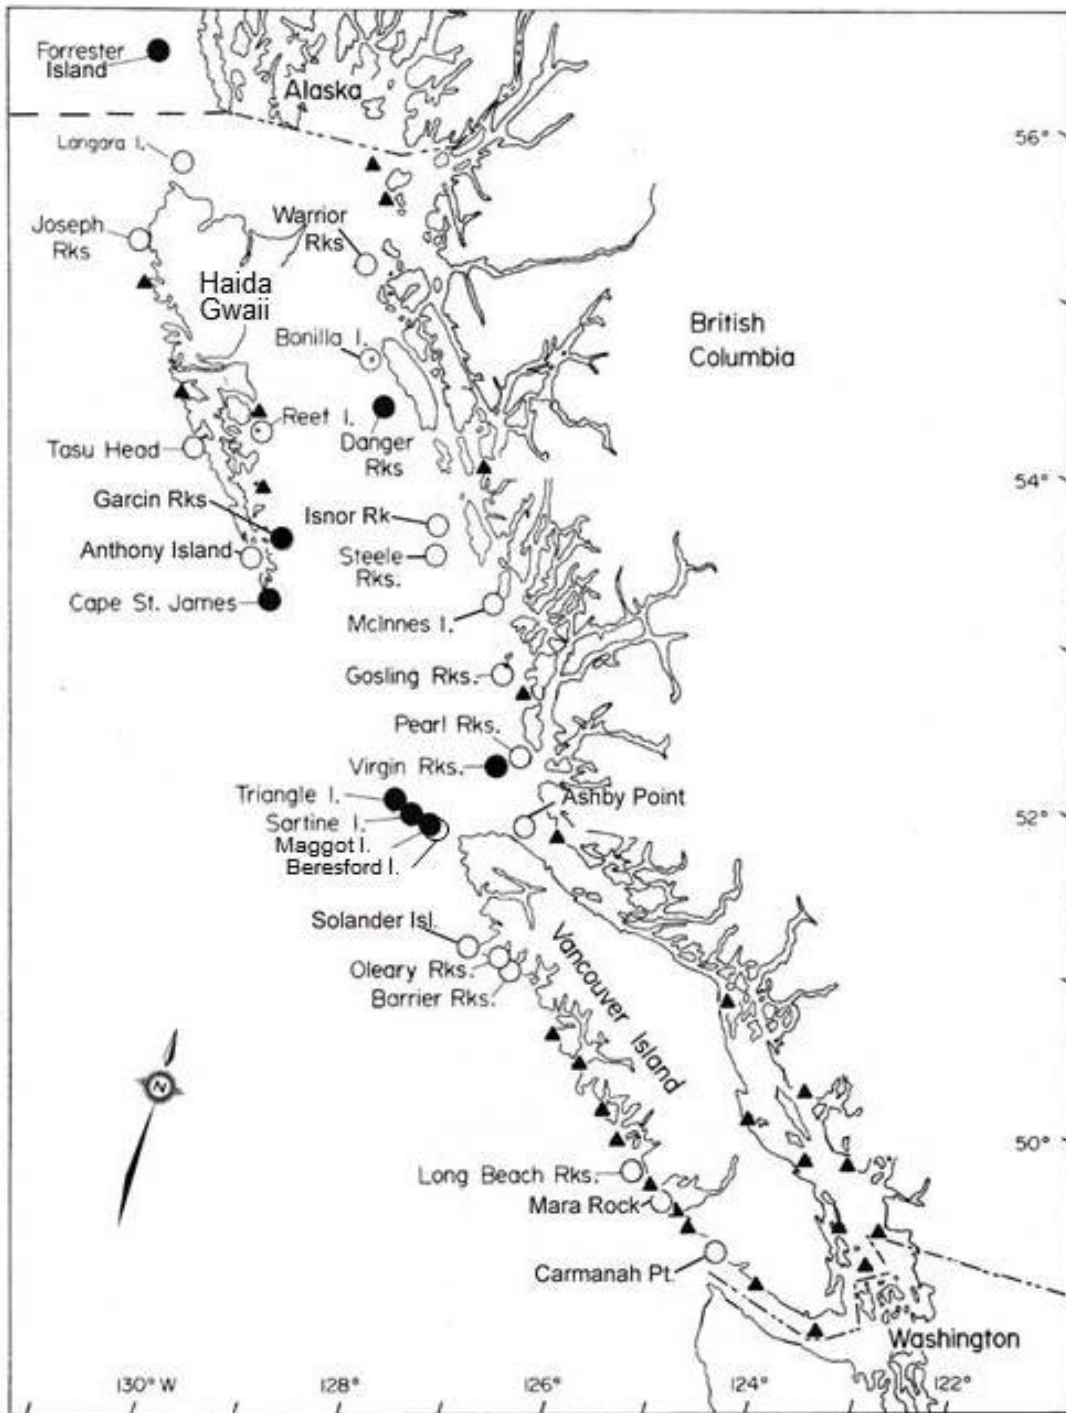 Forrester
Island
Alaska
56°
Langara I.
Joseph
Rks
Warrior
Rks
Haida
Gwaii
British
Columbia
Bonilla I.
Reef I.
Danger
Rks
Tasu Head
54°
Garcin Rks
Isnor Rk
Anthony Island
Steele
Rks.
Cape St. James
McInnes I.
Gosling Rks.
Pearl Rks.
Virgin Rks.
Triangle I.
Ashby Point
52°
Sartine I.
Maggot I.
Beresford I.
Solander Isl.
Vancouver Island
Oleary Rks.
Barrier Rks.
N
50°
Long Beach Rks.
Mara Rock
Carmanah Pt.
Washington
130° W
128°
126°
124°
122°